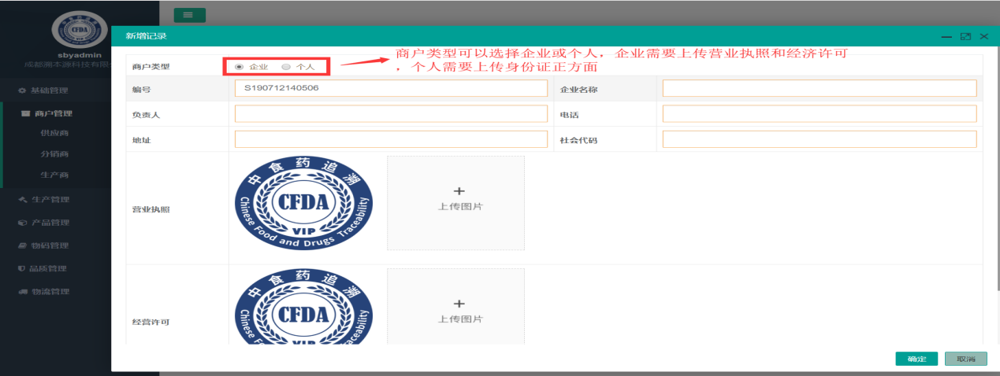 新增记录
sbyadmin
成都溯本源科技有限
商户类型
企业 个人
商户类型可以选择企业或个人，企业需要上传营业执照和经济许可
，个人需要上传身份证正方面
基础管理
编号 S190712140506 企业名称
商户管理
负责人 电话
供应商
地址 社会代码
分销商
生产商
中食药追溯
CFDA
VIP
Chinese Food and Drugs Traceability
+
上传图片
生产管理
营业执照
产品管理
物码管理
品质管理
物流管理
中食药追溯
CFDA
VIP
+
上传图片
经营许可
确定 取消